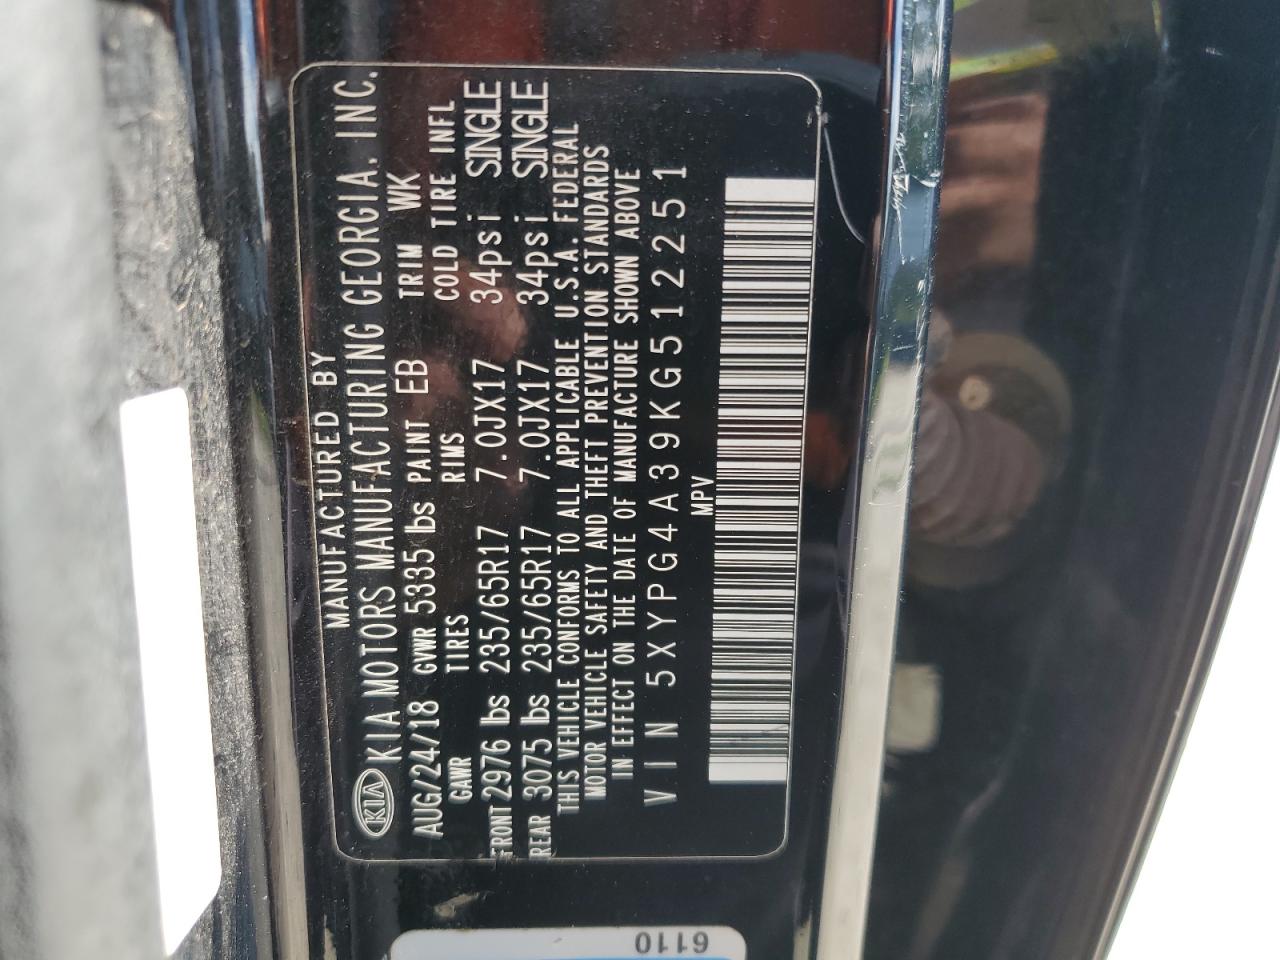 MANUFACTURED BY
KIA KIA MOTORS MANUFACTURING GEORGIA. INC.
AUG/24/18 GVWR 5335 lbs PAINT EB TRIM WK
GAWR TIRES RIMS COLD TIRE INFL
FRONT 2976 lbs 235/65R17 7.0JX17 34psi SINGLE
REAR 3075 lbs 235/65R17 7.0JX17 34psi SINGLE
THIS VEHICLE CONFORMS TO ALL APPLICABLE U.S.A. FEDERAL
MOTOR VEHICLE SAFETY AND THEFT PREVENTION STANDARDS
IN EFFECT ON THE DATE OF MANUFACTURE SHOWN ABOVE
VIN 5XYPG4A39KG512251
MPV
6110